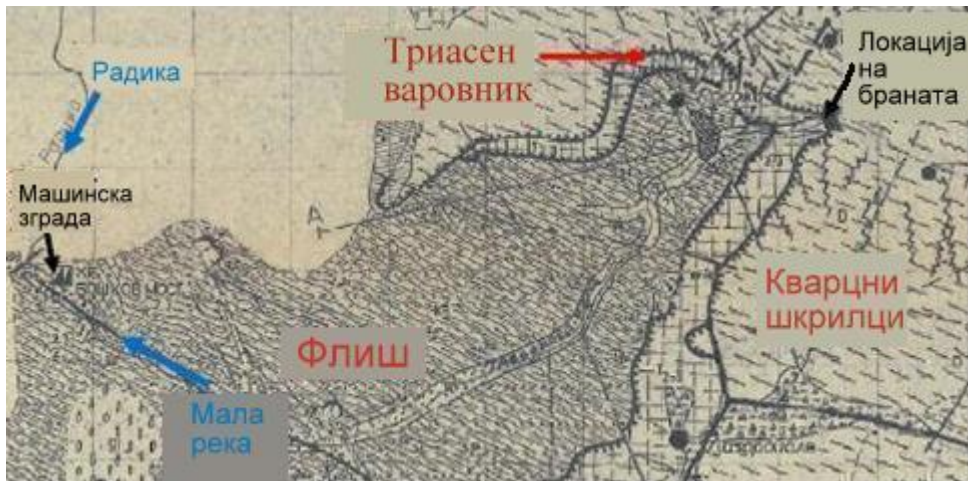 Радика
Триасен
варовник
Локација
на
браната
Машинска
зграда
Кварцни
шкрилци
Флиш
Мала
река